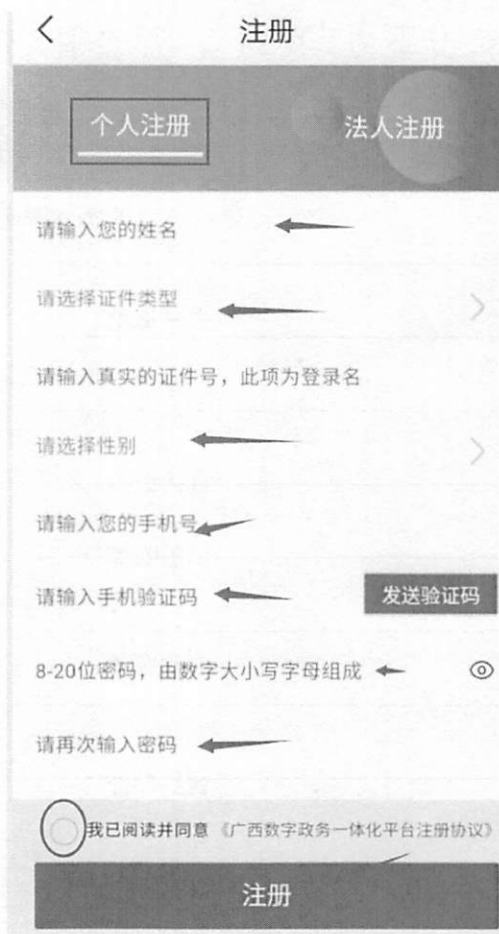 注册
个人注册 法人注册
请输入您的姓名
请选择证件类型
请输入真实的证件号，此项为登录名
请选择性别
请输入您的手机号
请输入手机验证码 发送验证码
8-20位密码，由数字大小写字母组成
请再次输入密码
我已阅读并同意《广西数字政务一体化平台注册协议》
注册